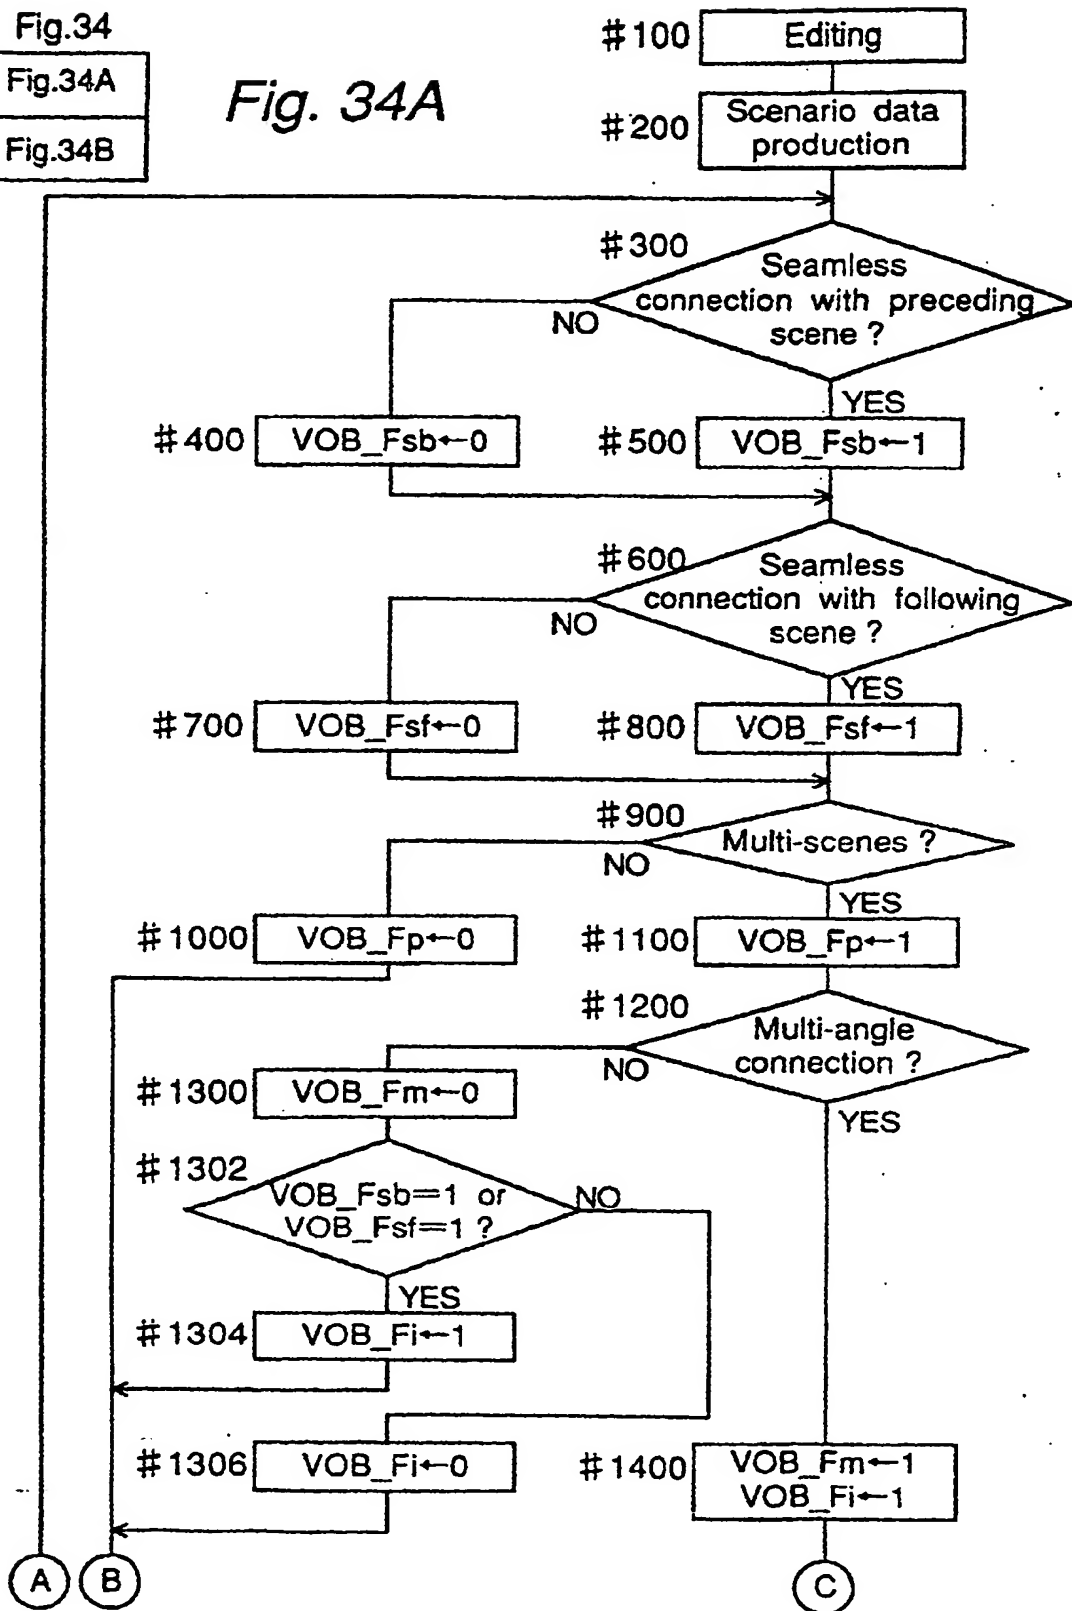 Fig.34
Fig.34A
Fig.34B
Fig. 34A
#100 Editing
#200 Scenario data
production
#300
Seamless
connection with preceding
scene ?
NO
YES
#400 VOB_Fsb←0
#500 VOB_Fsb←1
#600
Seamless
connection with following
scene ?
NO
YES
#700 VOB_Fsf←0
#800 VOB_Fsf←1
#900
Multi-scenes ?
NO
YES
#1000 VOB_Fp←0
#1100 VOB_Fp←1
#1200
Multi-angle
connection ?
NO
YES
#1300 VOB_Fm←0
#1302
VOB_Fsb=1 or
VOB_Fsf=1 ?
NO
YES
#1304 VOB_Fi←1
#1306 VOB_Fi←0
#1400 VOB_Fm←1
VOB_Fi←1
A
B
C